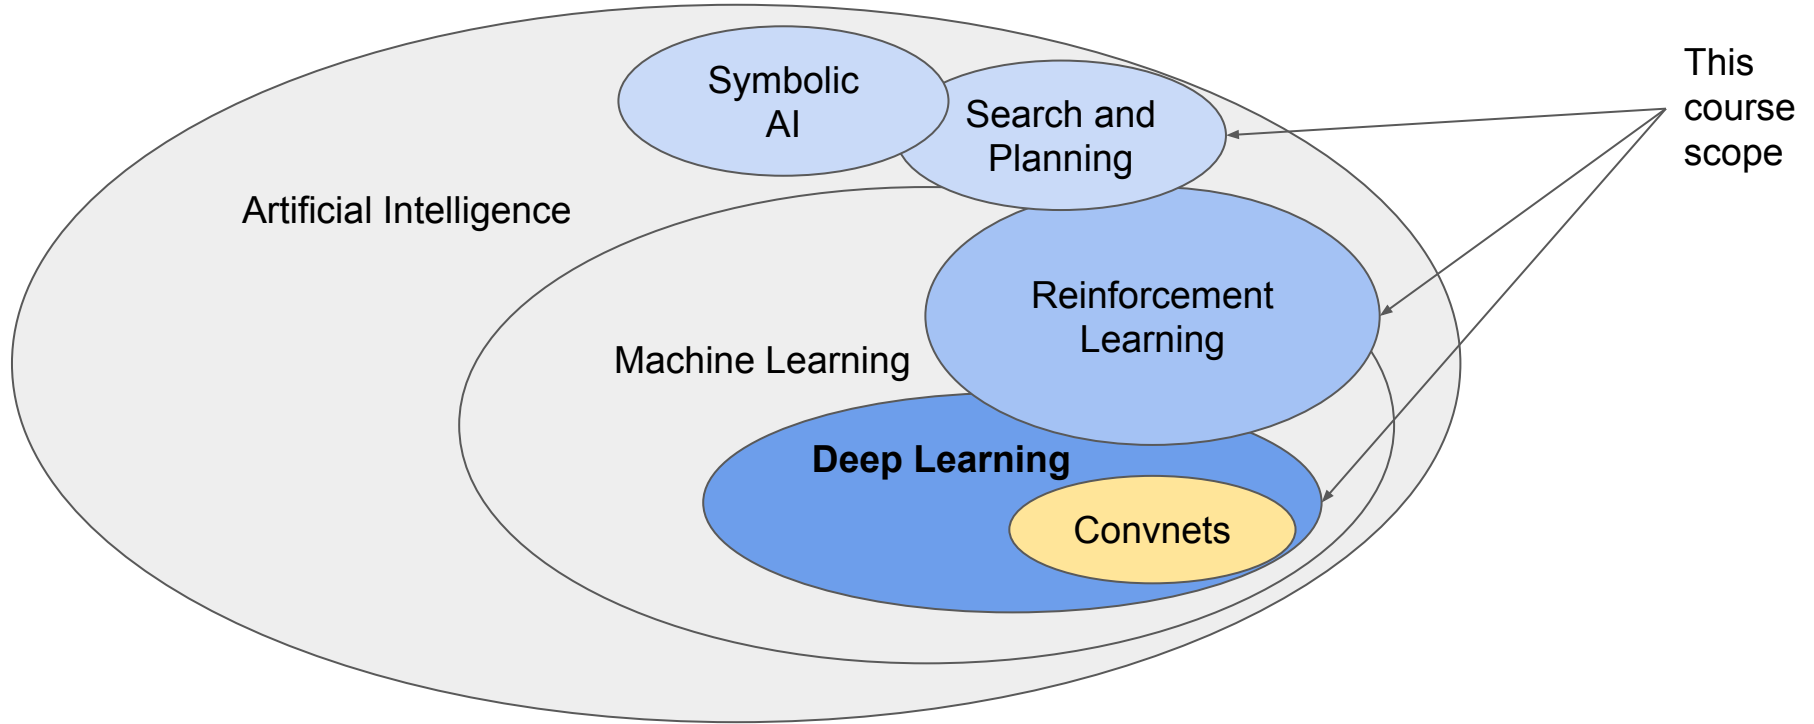 Symbolic
AI
Search and
Planning
This
course
scope
Artificial Intelligence
Reinforcement
Learning
Machine Learning
Deep Learning
Convnets